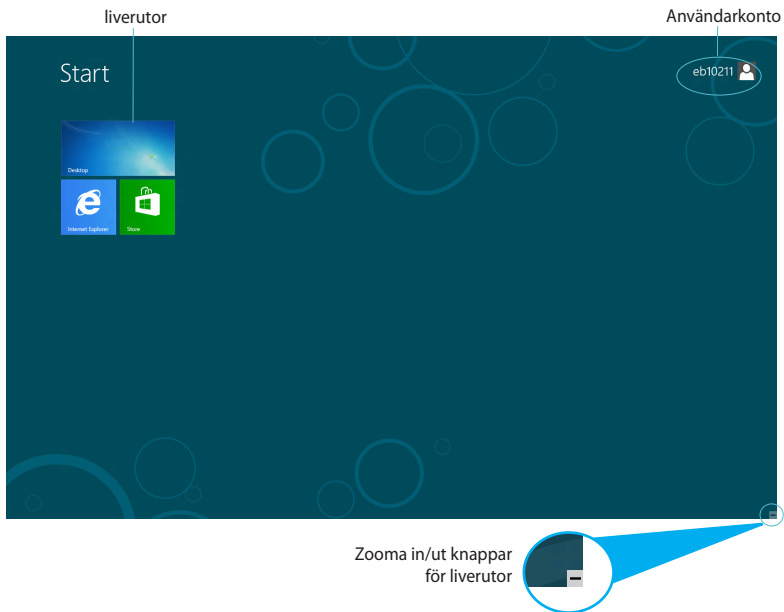 liverutor
Användarkonto
Start
eb10211
Desktop
Internet Explorer
Store
Zooma in/ut knappar
för liverutor